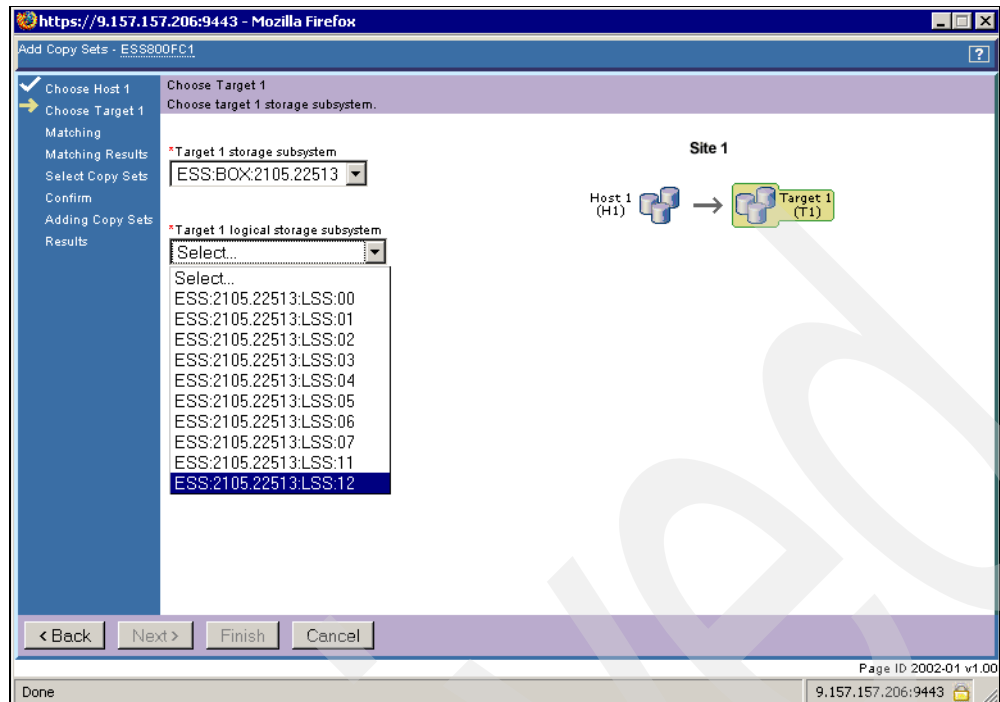 https://9.157.157.206:9443 - Mozilla Firefox
Add Copy Sets - ESS800FC1
?
Choose Host 1
Choose Target 1
Matching
Matching Results
Select Copy Sets
Confirm
Adding Copy Sets
Results
Choose Target 1
Choose target 1 storage subsystem.
*Target 1 storage subsystem
ESS:BOX:2105.22513
*Target 1 logical storage subsystem
Select...
Select...
ESS:2105.22513:LSS:00
ESS:2105.22513:LSS:01
ESS:2105.22513:LSS:02
ESS:2105.22513:LSS:03
ESS:2105.22513:LSS:04
ESS:2105.22513:LSS:05
ESS:2105.22513:LSS:06
ESS:2105.22513:LSS:07
ESS:2105.22513:LSS:11
ESS:2105.22513:LSS:12
Site 1
Host 1
(H1)
Target 1
(T1)
< Back
Next >
Finish
Cancel
Page ID 2002-01 v1.00
Done
9.157.157.206:9443